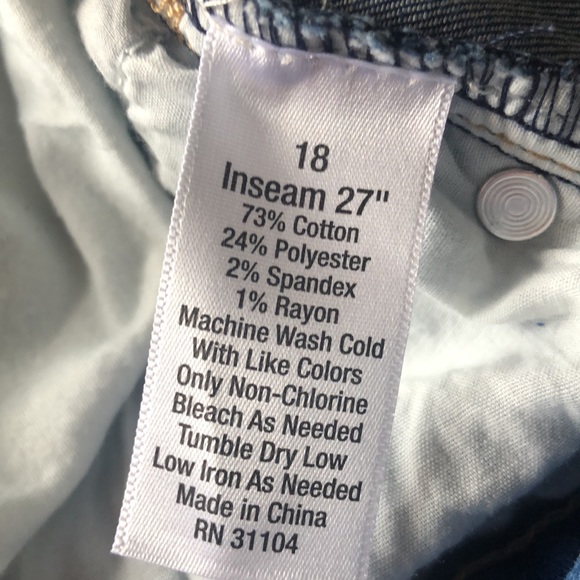 18
Inseam 27"
73% Cotton
24% Polyester
2% Spandex
1% Rayon
Machine Wash Cold
With Like Colors
Only Non-Chlorine
Bleach As Needed
Tumble Dry Low
Low Iron As Needed
Made in China
RN 31104